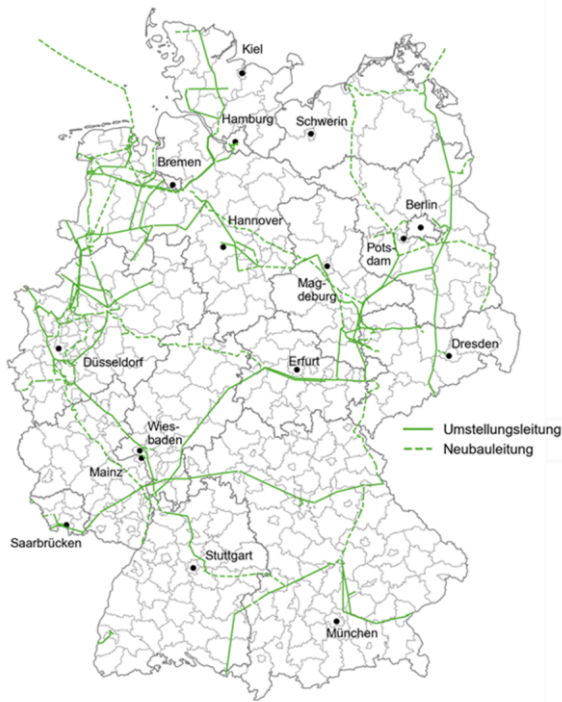 Kiel
Hamburg
Schwerin
Bremen
Berlin
Hannover
Pots-
dam
Mag-
deburg
Düsseldorf
Erfurt
Dresden
Umstellungsleitung
Neubauleitung
Wies-
baden
Mainz
Saarbrücken
Stuttgart
München